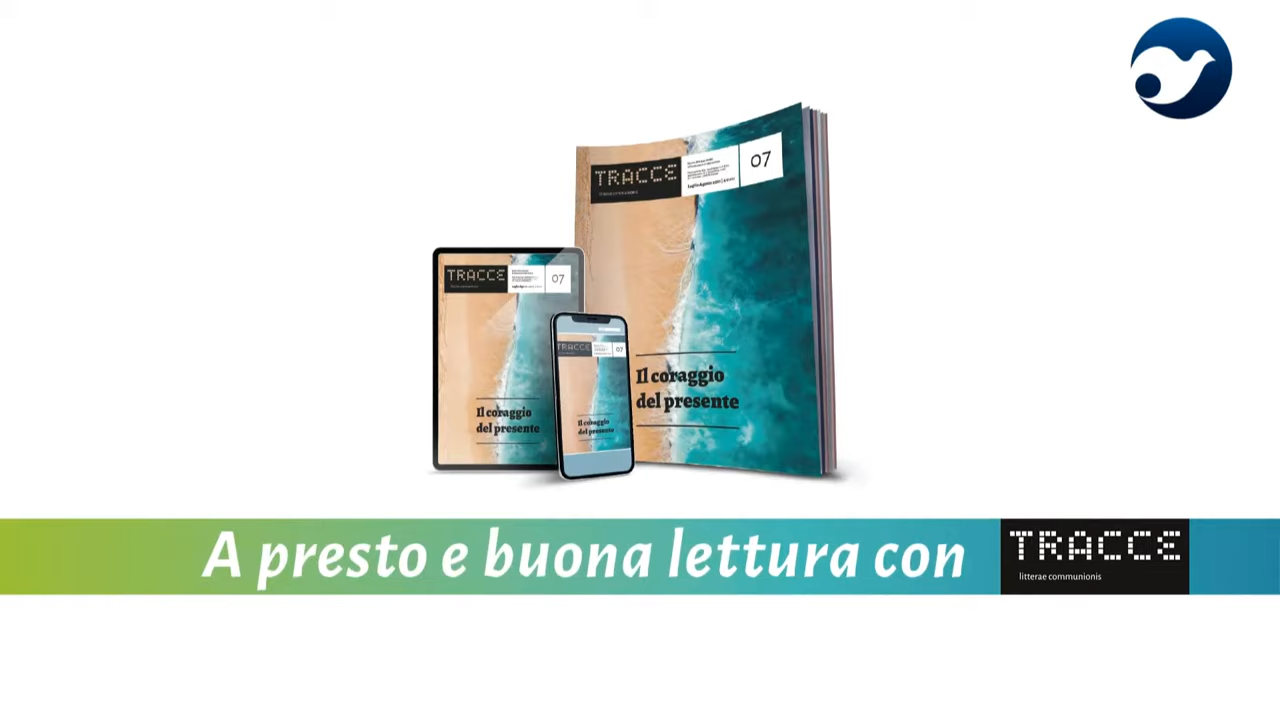 TRACCE
07
Il coraggio
del presente
TRACCE
07
Il coraggio
del presente
TRACCE
07
Il coraggio
del presente
A presto e buona lettura con
TRACCE
litterae communionis